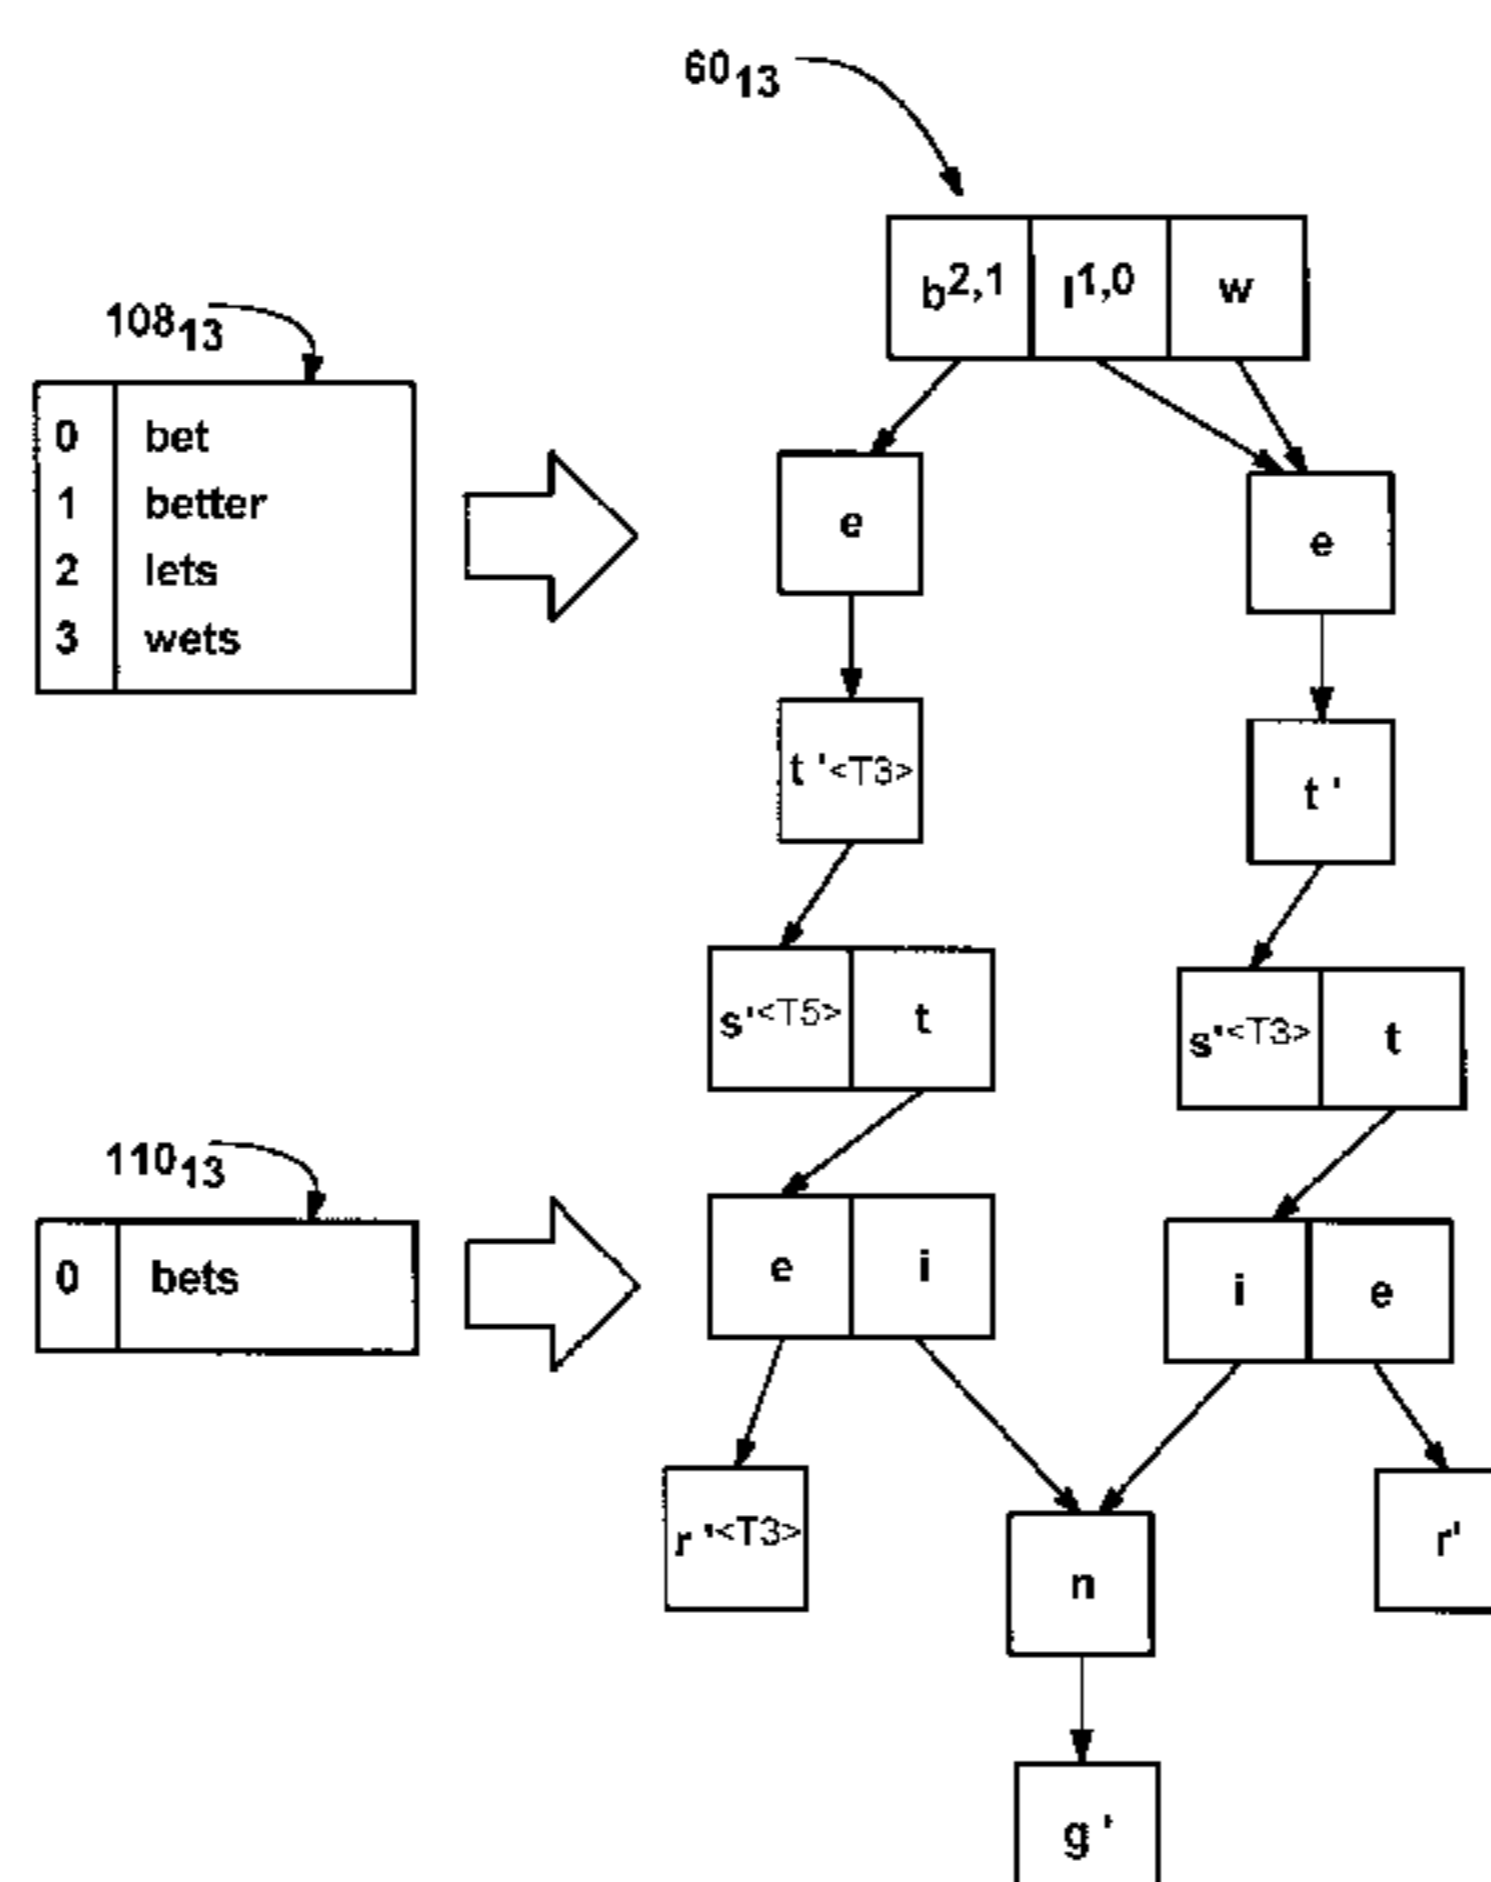 60₁₃
b²,¹ l¹,⁰ w
108₁₃
0 bet
1 better
2 lets
3 wets
e e
t '<T3> t '
s'<T5> t s'<T3> t
110₁₃
0 bets
e i i e
r '<T3> n r'
g '